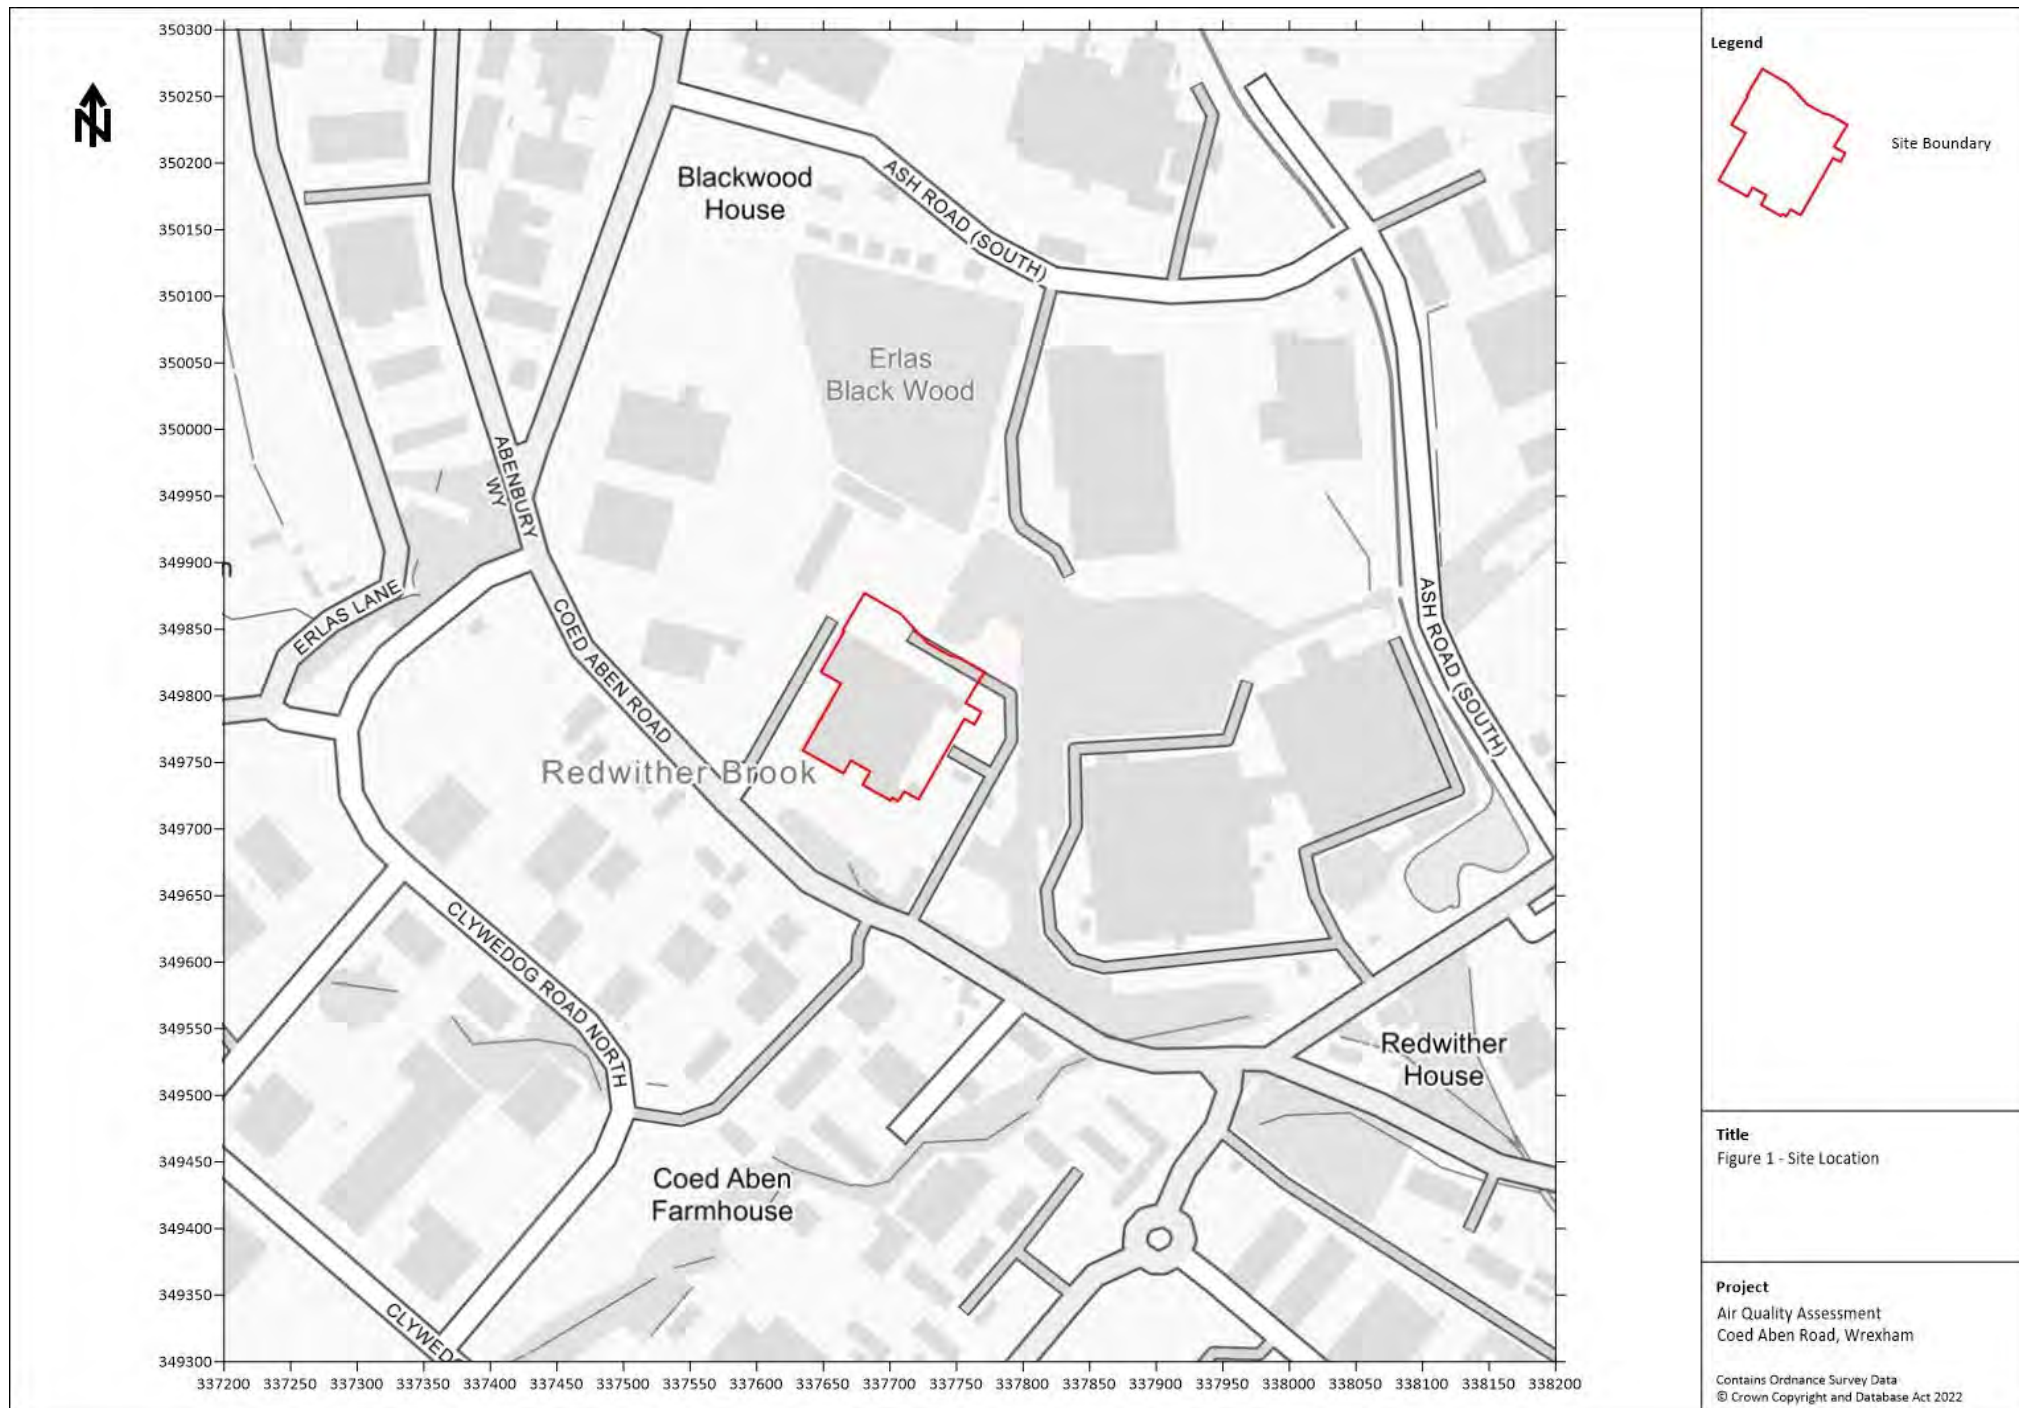 350300
350250
350200
350150
350100
350050
350000
349950
349900
349850
349800
349750
349700
349650
349600
349550
349500
349450
349400
349350
349300
337200 337250 337300 337350 337400 337450 337500 337550 337600 337650 337700 337750 337800 337850 337900 337950 338000 338050 338100 338150 338200
N
Blackwood
House
ASH ROAD (SOUTH)
Erlas
Black Wood
ABENBURY
WY
n
ERLAS LANE
COED ABEN ROAD
ASH ROAD (SOUTH)
Redwither Brook
CLYWEDOG ROAD NORTH
Redwither
House
Coed Aben
Farmhouse
CLYWEDO
Legend
Site Boundary
Title
Figure 1 - Site Location
Project
Air Quality Assessment
Coed Aben Road, Wrexham
Contains Ordnance Survey Data
© Crown Copyright and Database Act 2022